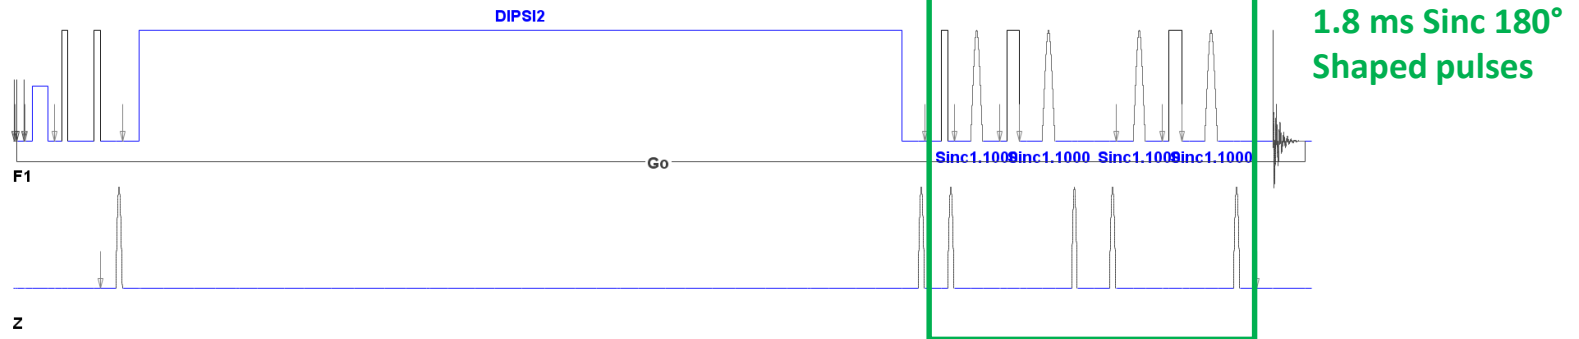 DIPSI2
1.8 ms Sinc 180°
Shaped pulses
Go
Sinc1.1000
Sinc1.1000
Sinc1.1000
Sinc1.1000
F1
Z